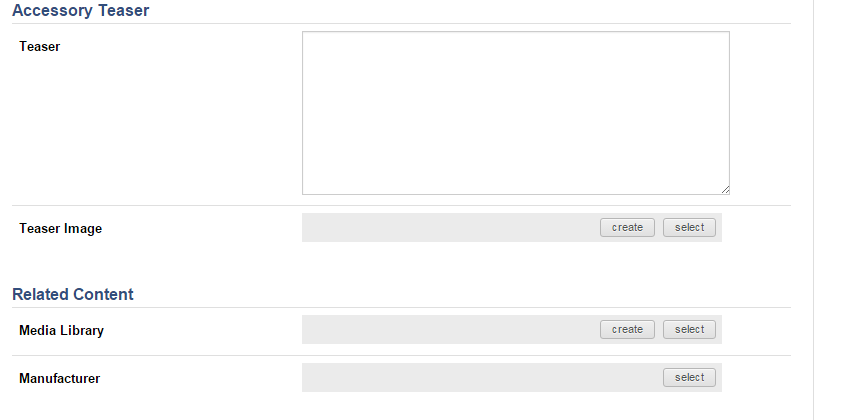 Accessory Teaser
Teaser
Teaser Image create select
Related Content
Media Library create select
Manufacturer select